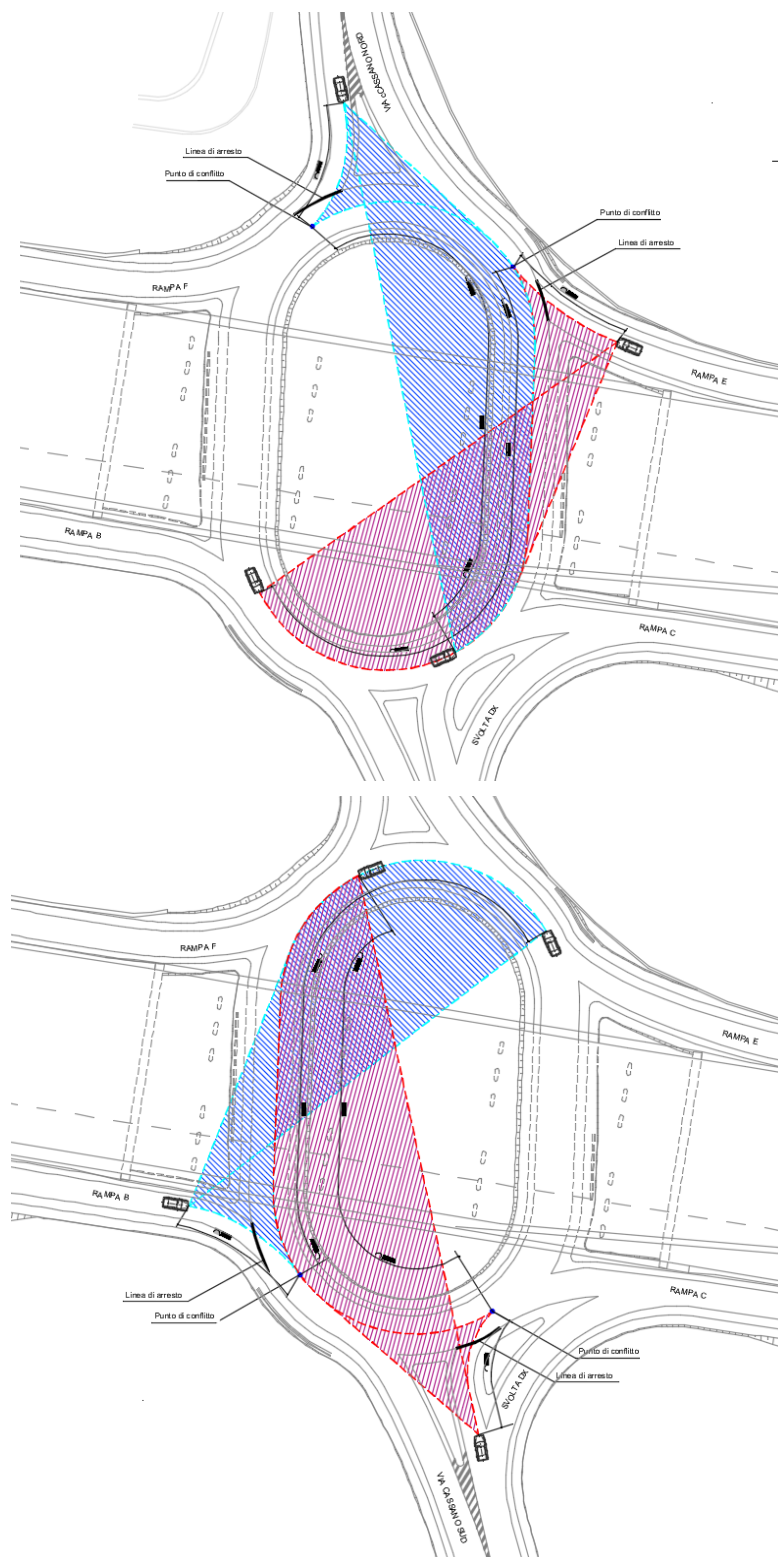 VIA cCASSANO NORD
Linea di arresto
Punto di conflitto
Punto di conflitto
Linea di arresto
RAMPA F
RAMPA E
RAMPA B
RAMPA C
SVOLTA DX
RAMPA F
RAMPA E
RAMPA B
RAMPA C
Linea di arresto
Punto di conflitto
Punto di conflitto
Linea di arresto
SVOLTA DX
VIA CASSANO SUD